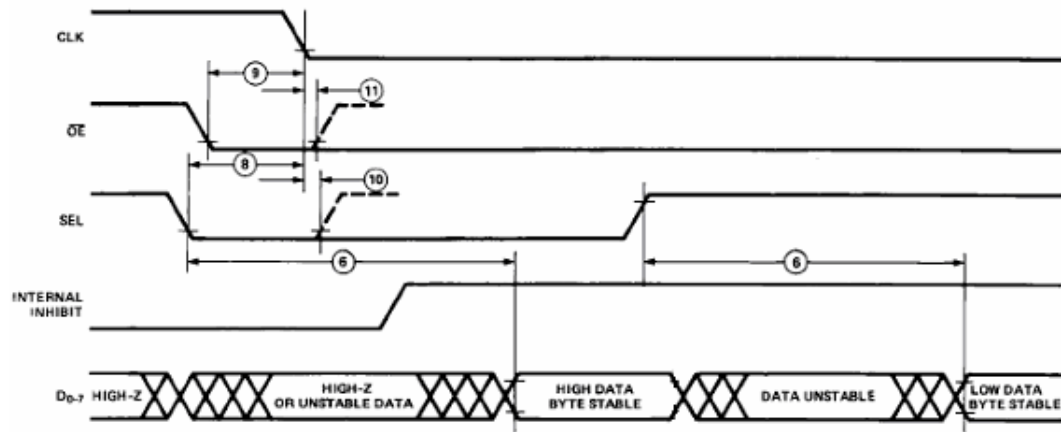 CLK
9
11
OE
8
10
SEL
6
6
INTERNAL
INHIBIT
D0-7
HIGH-Z
HIGH-Z
OR UNSTABLE DATA
HIGH DATA
BYTE STABLE
DATA UNSTABLE
LOW DATA
BYTE STABLE